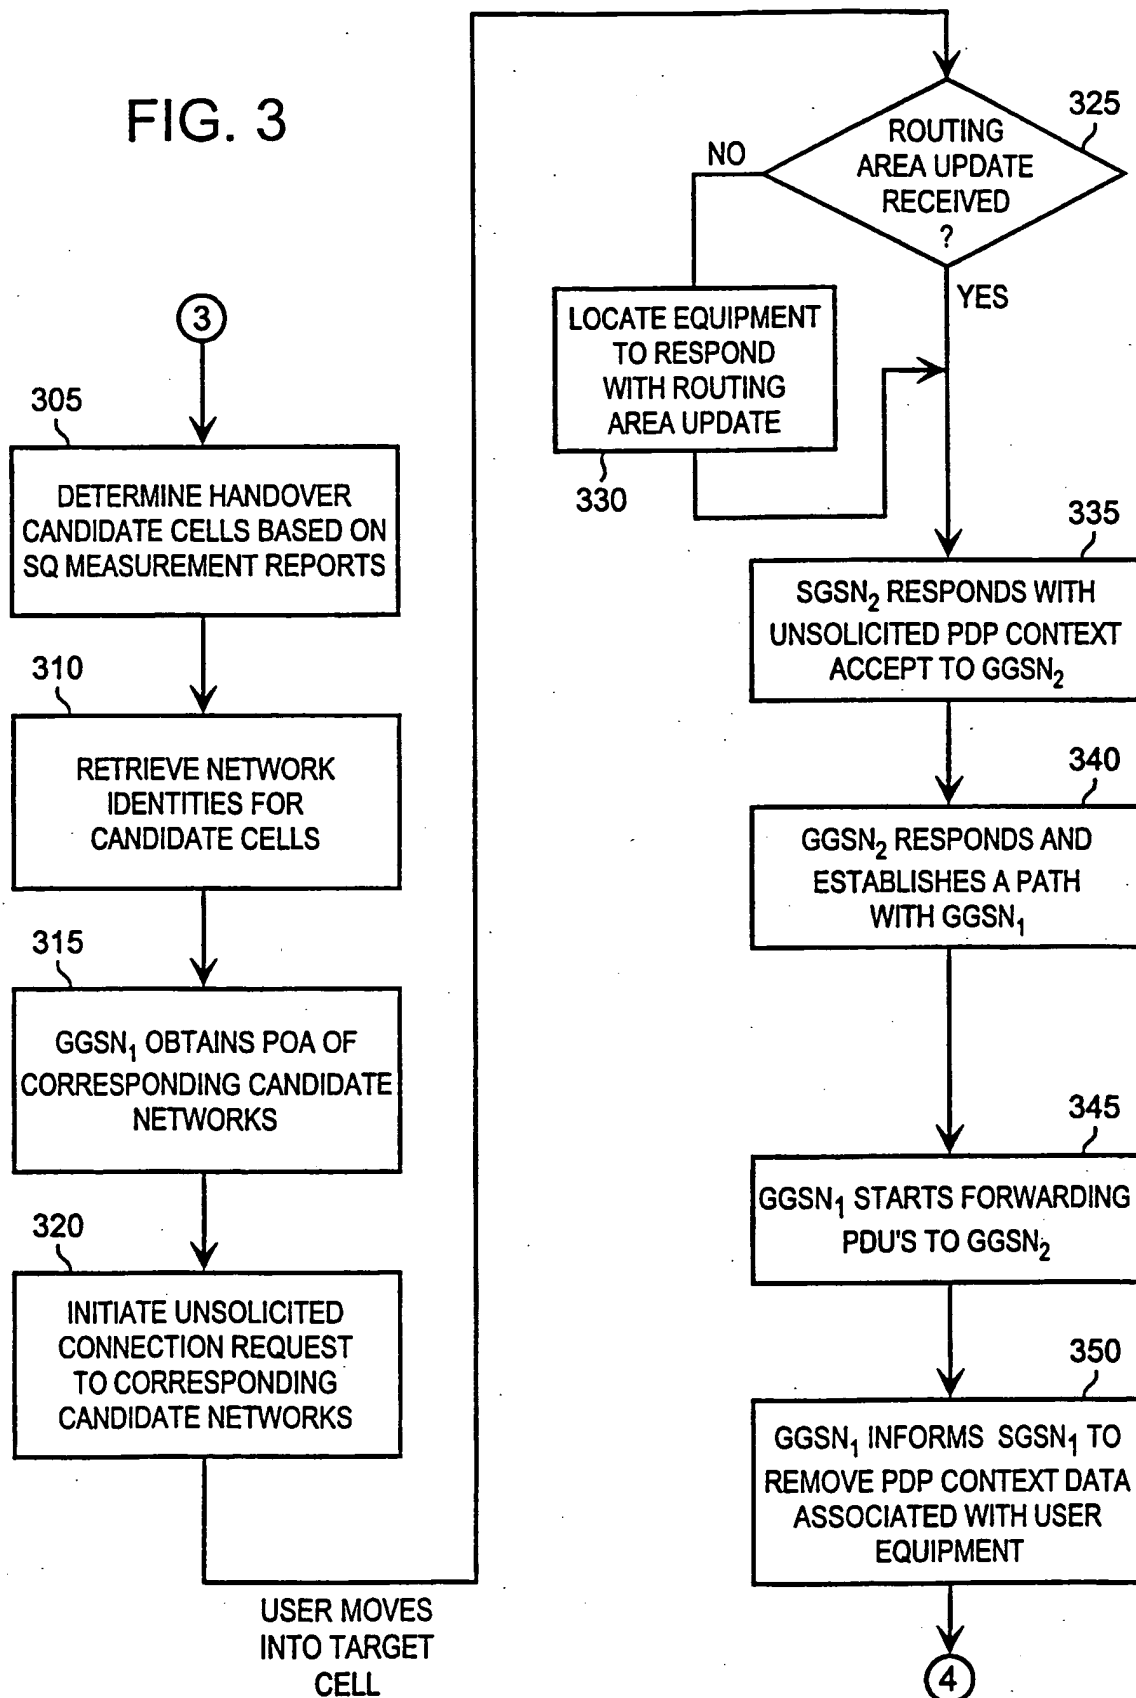 FIG. 3
3
305
DETERMINE HANDOVER
CANDIDATE CELLS BASED ON
SQ MEASUREMENT REPORTS
310
RETRIEVE NETWORK
IDENTITIES FOR
CANDIDATE CELLS
315
GGSN1 OBTAINS POA OF
CORRESPONDING CANDIDATE
NETWORKS
320
INITIATE UNSOLICITED
CONNECTION REQUEST
TO CORRESPONDING
CANDIDATE NETWORKS
USER MOVES
INTO TARGET
CELL
325
ROUTING
AREA UPDATE
RECEIVED
?
NO
YES
LOCATE EQUIPMENT
TO RESPOND
WITH ROUTING
AREA UPDATE
330
335
SGSN2 RESPONDS WITH
UNSOLICITED PDP CONTEXT
ACCEPT TO GGSN2
340
GGSN2 RESPONDS AND
ESTABLISHES A PATH
WITH GGSN1
345
GGSN1 STARTS FORWARDING
PDU'S TO GGSN2
350
GGSN1 INFORMS SGSN1 TO
REMOVE PDP CONTEXT DATA
ASSOCIATED WITH USER
EQUIPMENT
4